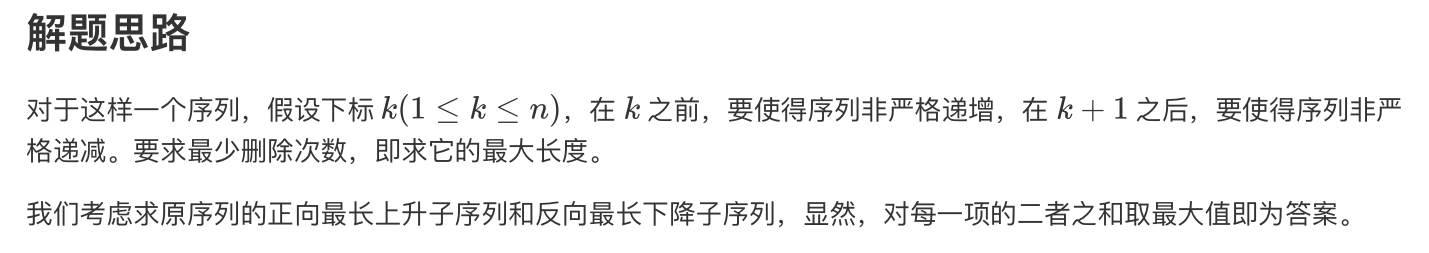 解题思路
对于这样一个序列，假设下标 k(1 ≤ k ≤ n)，在 k 之前，要使得序列非严格递增，在 k + 1 之后，要使得序列非严
格递减。要求最少删除次数，即求它的最大长度。
我们考虑求原序列的正向最长上升子序列和反向最长下降子序列，显然，对每一项的二者之和取最大值即为答案。